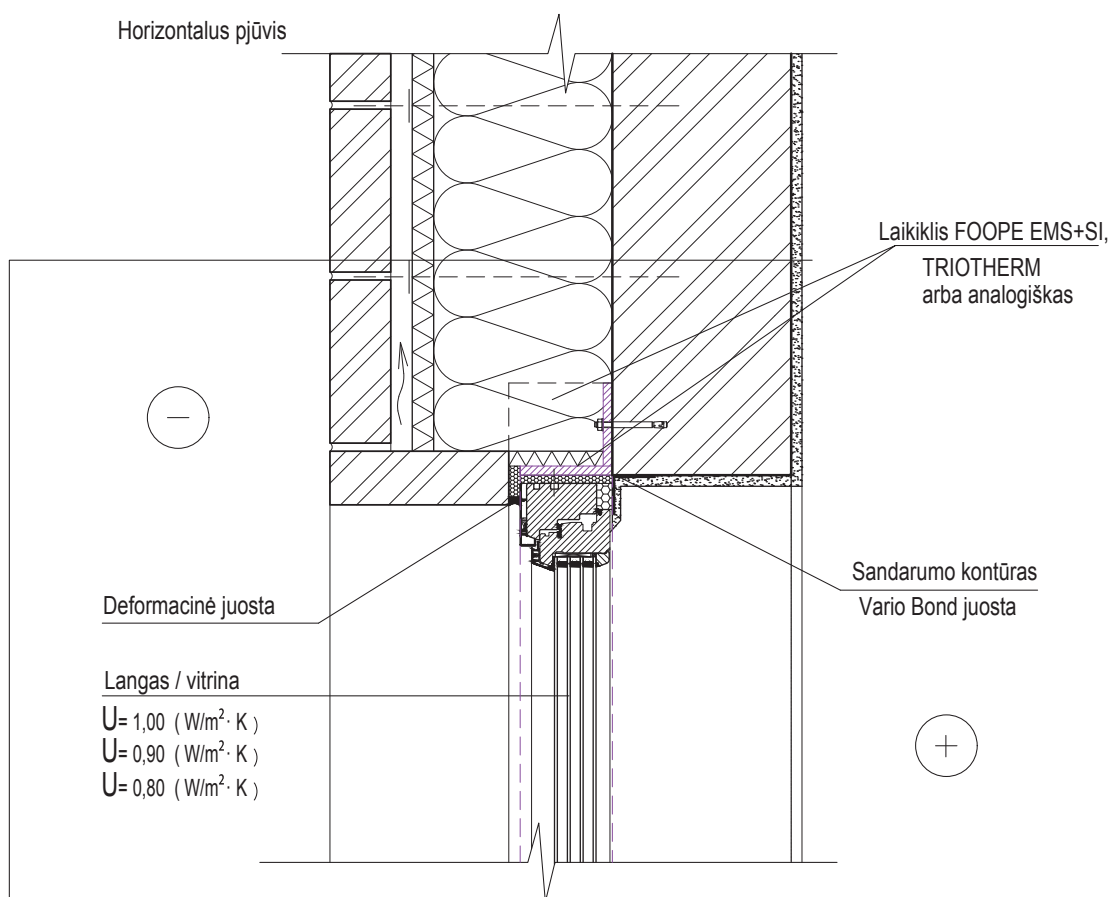 Horizontalus pjūvis
Laikiklis FOOPE EMS+SI,
TRIOTHERM
arba analogiškas
Deformacinė juosta
Sandarumo kontūras
Vario Bond juosta
Langas / vitrina
U= 1,00 ( W/m²· K )
U= 0,90 ( W/m²· K )
U= 0,80 ( W/m²· K )